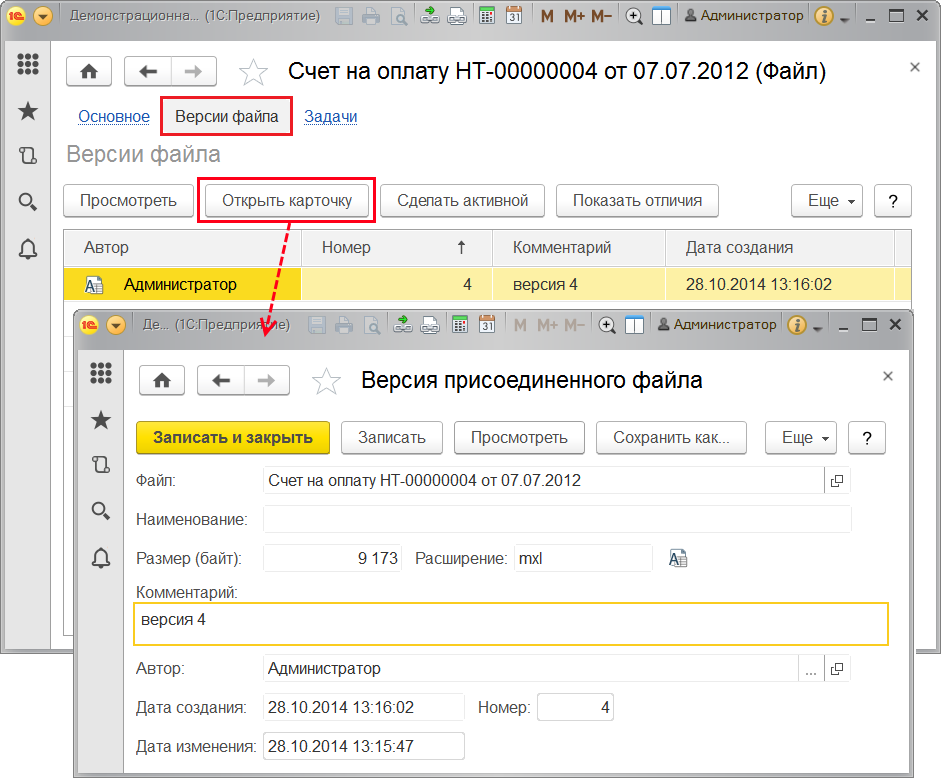 1С Демонстрационна... (1С:Предприятие) M M+ M− 31 Администратор i
Счет на оплату НТ-00000004 от 07.07.2012 (Файл)
Основное Версии файла Задачи
Версии файла
Просмотреть Открыть карточку Сделать активной Показать отличия Еще ?
Автор Номер ↑ Комментарий Дата создания
Администратор 4 версия 4 28.10.2014 13:16:02
1С Де... (1С:Предприятие) 31 M M+ M− Администратор i
Версия присоединенного файла
Записать и закрыть Записать Просмотреть Сохранить как... Еще ?
Файл: Счет на оплату НТ-00000004 от 07.07.2012
Наименование:
Размер (байт): 9 173 Расширение: mxl
Комментарий:
версия 4
Автор: Администратор ...
Дата создания: 28.10.2014 13:16:02 Номер: 4
Дата изменения: 28.10.2014 13:15:47